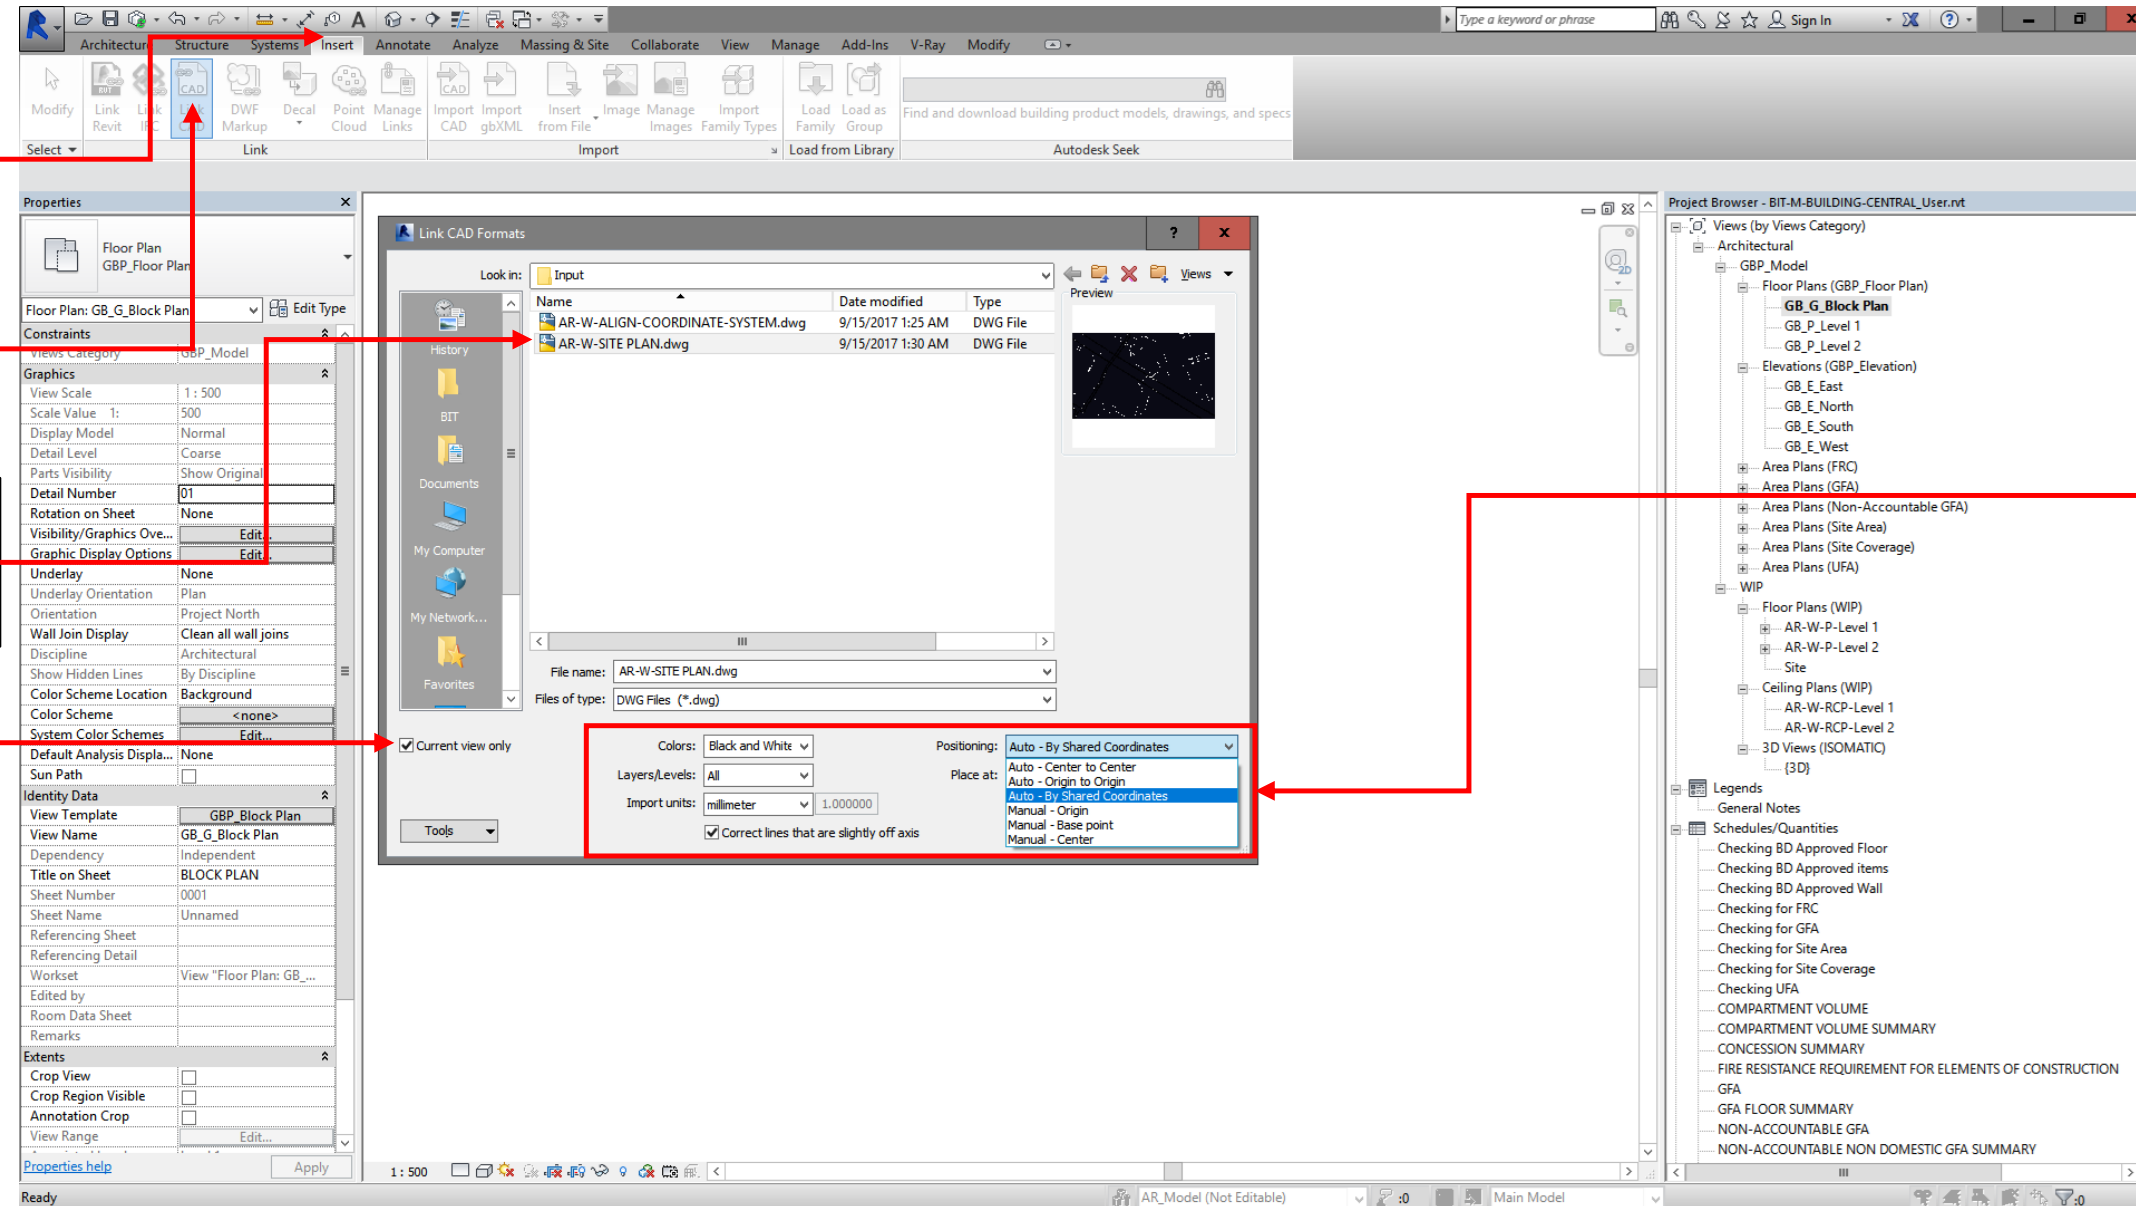 Type a keyword or phrase
Sign In
Architecture Structure Systems Insert Annotate Analyze Massing & Site Collaborate View Manage Add-Ins V-Ray Modify
Modify
Link Revit
Link IFC
Link CAD
DWF Markup
Decal
Point Cloud
Manage Links
Import CAD
Import gbXML
Insert from File
Image
Manage Images
Import Family Types
Load Family
Load as Group
Find and download building product models, drawings, and specs
Select
Link
Import
Load from Library
Autodesk Seek
Properties
Floor Plan
GBP_Floor Plan
Floor Plan: GB_G_Block Plan
Edit Type
Constraints
Views Category GBP_Model
Graphics
View Scale 1 : 500
Scale Value 1: 500
Display Model Normal
Detail Level Coarse
Parts Visibility Show Original
Detail Number 01
Rotation on Sheet None
Visibility/Graphics Ove... Edit...
Graphic Display Options Edit...
Underlay None
Underlay Orientation Plan
Orientation Project North
Wall Join Display Clean all wall joins
Discipline Architectural
Show Hidden Lines By Discipline
Color Scheme Location Background
Color Scheme <none>
System Color Schemes Edit...
Default Analysis Displa... None
Sun Path
Identity Data
View Template GBP_Block Plan
View Name GB_G_Block Plan
Dependency Independent
Title on Sheet BLOCK PLAN
Sheet Number 0001
Sheet Name Unnamed
Referencing Sheet
Referencing Detail
Workset View "Floor Plan: GB_...
Edited by
Room Data Sheet
Remarks
Extents
Crop View
Crop Region Visible
Annotation Crop
View Range Edit...
Properties help
Apply
Link CAD Formats
Look in: Input
Views
Name Date modified Type
AR-W-ALIGN-COORDINATE-SYSTEM.dwg 9/15/2017 1:25 AM DWG File
AR-W-SITE PLAN.dwg 9/15/2017 1:30 AM DWG File
Preview
History
BIT
Documents
My Computer
My Network...
Favorites
File name: AR-W-SITE PLAN.dwg
Files of type: DWG Files (*.dwg)
Current view only
Tools
Colors: Black and White
Layers/Levels: All
Import units: millimeter 1.000000
Correct lines that are slightly off axis
Positioning: Auto - By Shared Coordinates
Place at:
Auto - Center to Center
Auto - Origin to Origin
Auto - By Shared Coordinates
Manual - Origin
Manual - Base point
Manual - Center
2D
Project Browser - BIT-M-BUILDING-CENTRAL_User.rvt
Views (by Views Category)
Architectural
GBP_Model
Floor Plans (GBP_Floor Plan)
GB_G_Block Plan
GB_P_Level 1
GB_P_Level 2
Elevations (GBP_Elevation)
GB_E_East
GB_E_North
GB_E_South
GB_E_West
Area Plans (FRC)
Area Plans (GFA)
Area Plans (Non-Accountable GFA)
Area Plans (Site Area)
Area Plans (Site Coverage)
Area Plans (UFA)
WIP
Floor Plans (WIP)
AR-W-P-Level 1
AR-W-P-Level 2
Site
Ceiling Plans (WIP)
AR-W-RCP-Level 1
AR-W-RCP-Level 2
3D Views (ISOMATIC)
{3D}
Legends
General Notes
Schedules/Quantities
Checking BD Approved Floor
Checking BD Approved items
Checking BD Approved Wall
Checking for FRC
Checking for GFA
Checking for Site Area
Checking for Site Coverage
Checking UFA
COMPARTMENT VOLUME
COMPARTMENT VOLUME SUMMARY
CONCESSION SUMMARY
FIRE RESISTANCE REQUIREMENT FOR ELEMENTS OF CONSTRUCTION
GFA
GFA FLOOR SUMMARY
NON-ACCOUNTABLE GFA
NON-ACCOUNTABLE NON DOMESTIC GFA SUMMARY
1 : 500
Ready
AR_Model (Not Editable)
:0
Main Model
:0